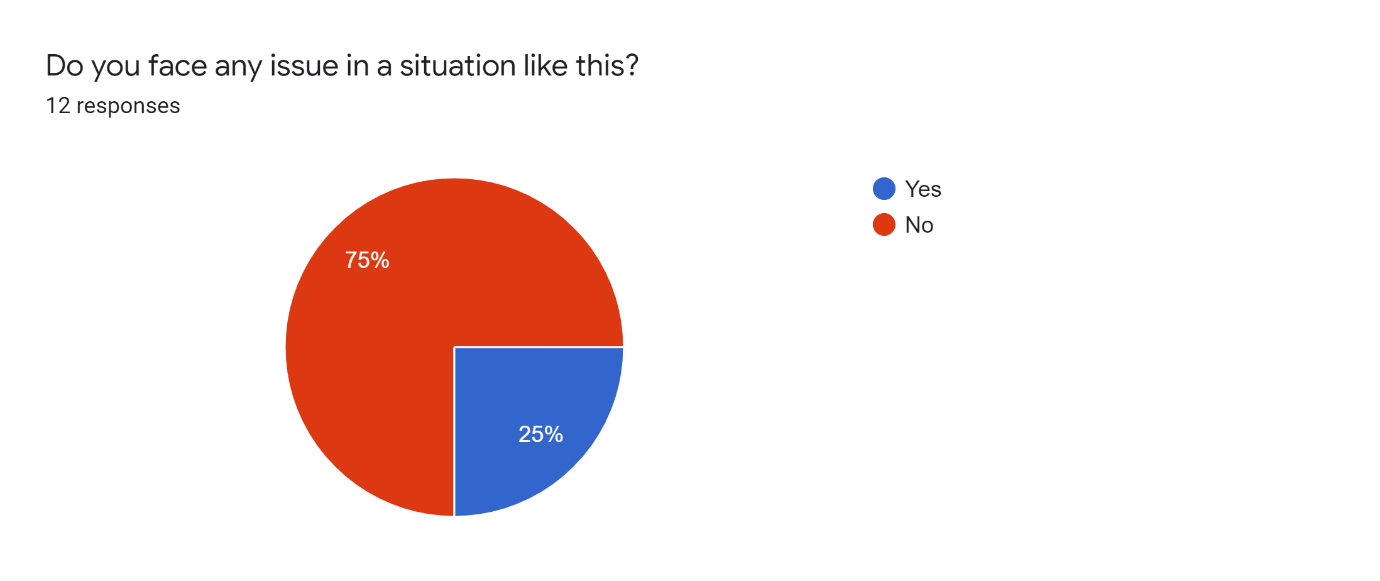 Do you face any issue in a situation like this?
12 responses
Yes
No
75%
25%